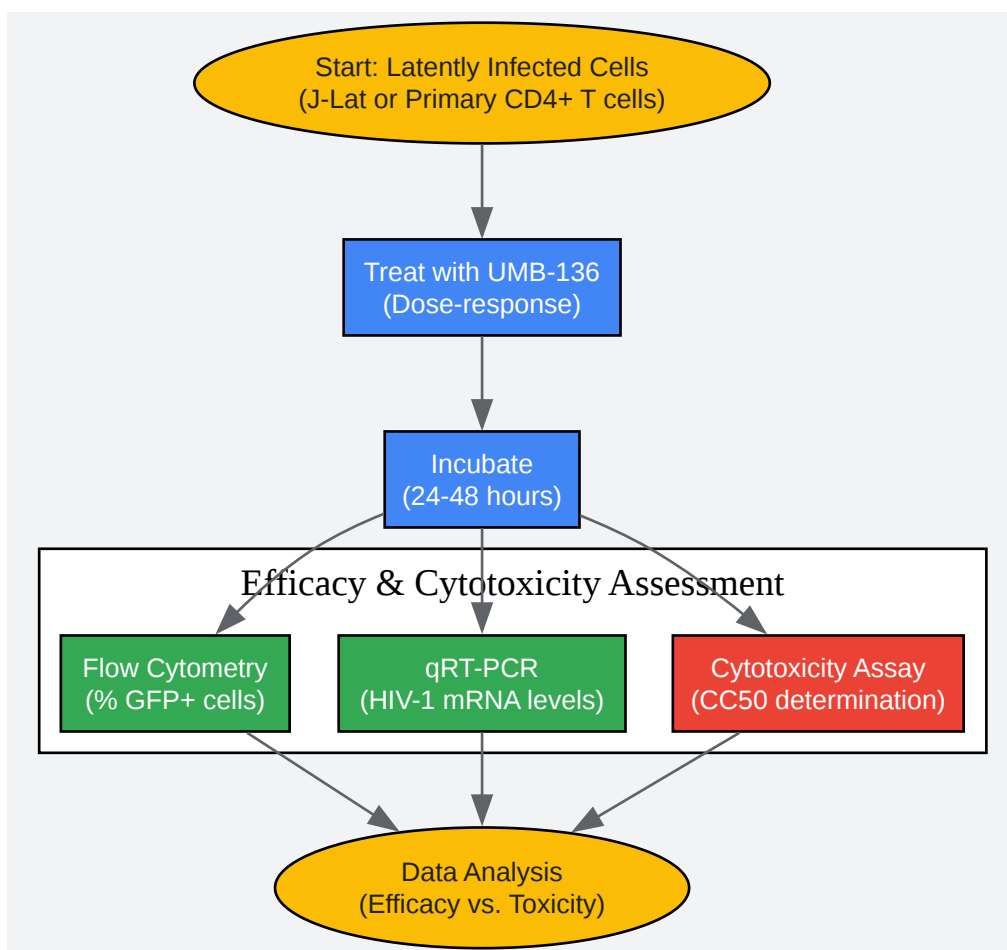 Start: Latently Infected Cells
(J-Lat or Primary CD4+ T cells)
Treat with UMB-136
(Dose-response)
Incubate
(24-48 hours)
Efficacy & Cytotoxicity Assessment
Flow Cytometry
(% GFP+ cells)
qRT-PCR
(HIV-1 mRNA levels)
Cytotoxicity Assay
(CC50 determination)
Data Analysis
(Efficacy vs. Toxicity)